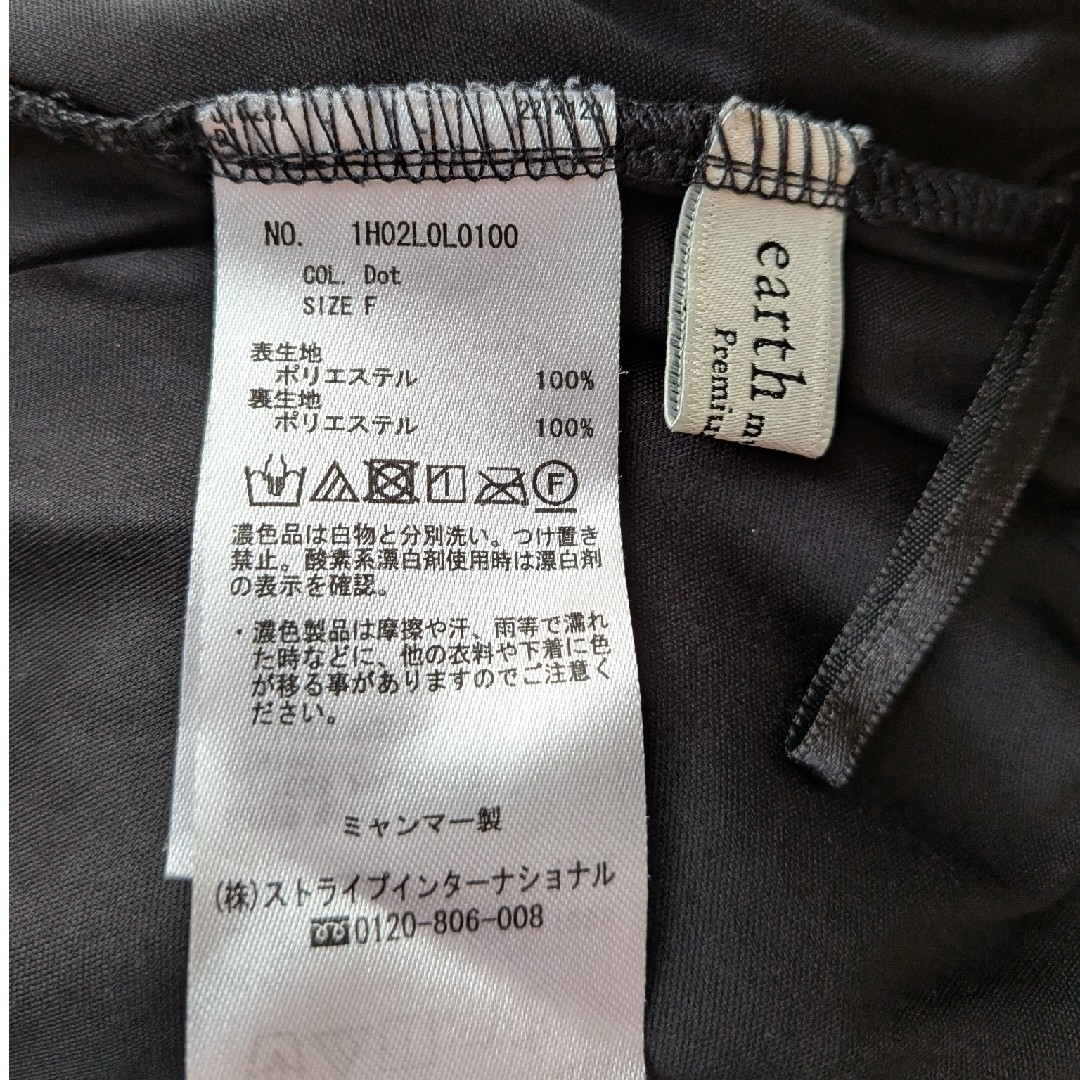 NO. 1H02L0L0100
COL. Dot
SIZE F
表生地
ポリエステル 100%
裏生地
ポリエステル 100%
F
濃色品は白物と分別洗い。つけ置き
禁止。酸素系漂白剤使用時は漂白剤
の表示を確認。
・濃色製品は摩擦や汗、雨等で濡れ
た時などに、他の衣料や下着に色
が移る事がありますのでご注意く
ださい。
ミャンマー製
(株)ストライプインターナショナル
0120-806-008
earth